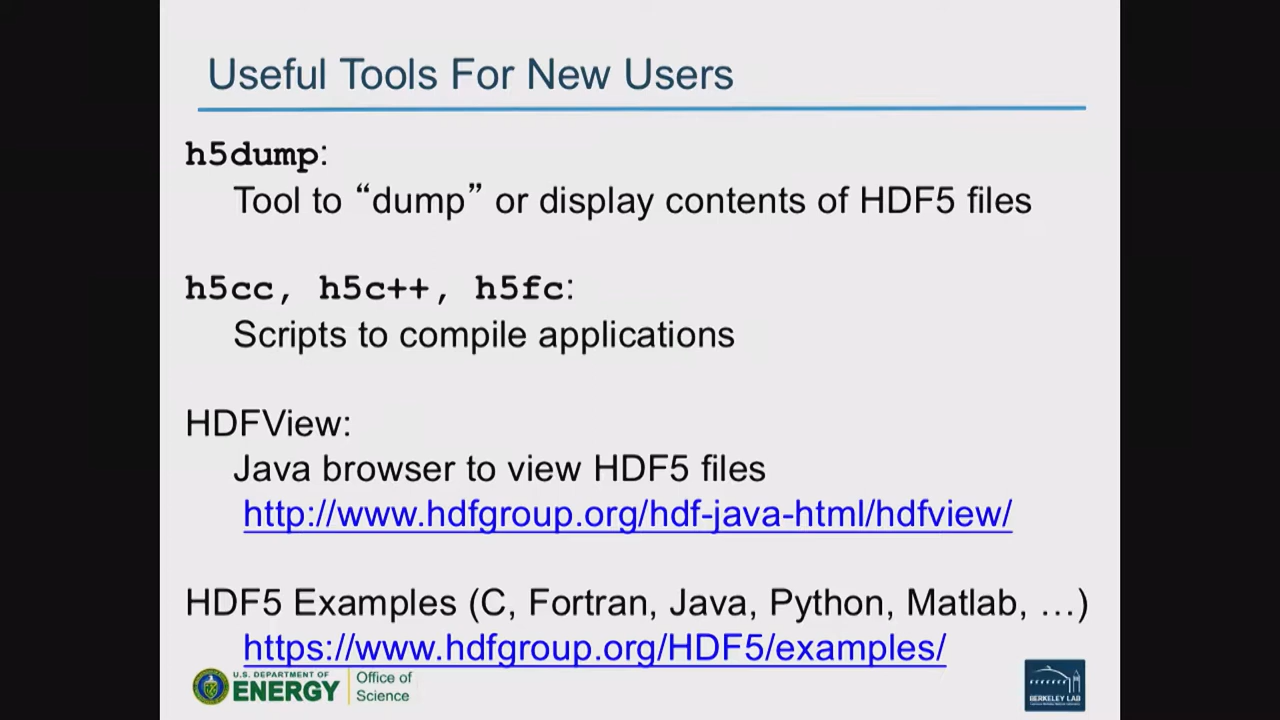 Useful Tools For New Users
h5dump:
Tool to “dump” or display contents of HDF5 files
h5cc, h5c++, h5fc:
Scripts to compile applications
HDFView:
Java browser to view HDF5 files
http://www.hdfgroup.org/hdf-java-html/hdfview/
HDF5 Examples (C, Fortran, Java, Python, Matlab, …)
https://www.hdfgroup.org/HDF5/examples/
U.S. DEPARTMENT OF
ENERGY
Office of
Science
BERKELEY LAB